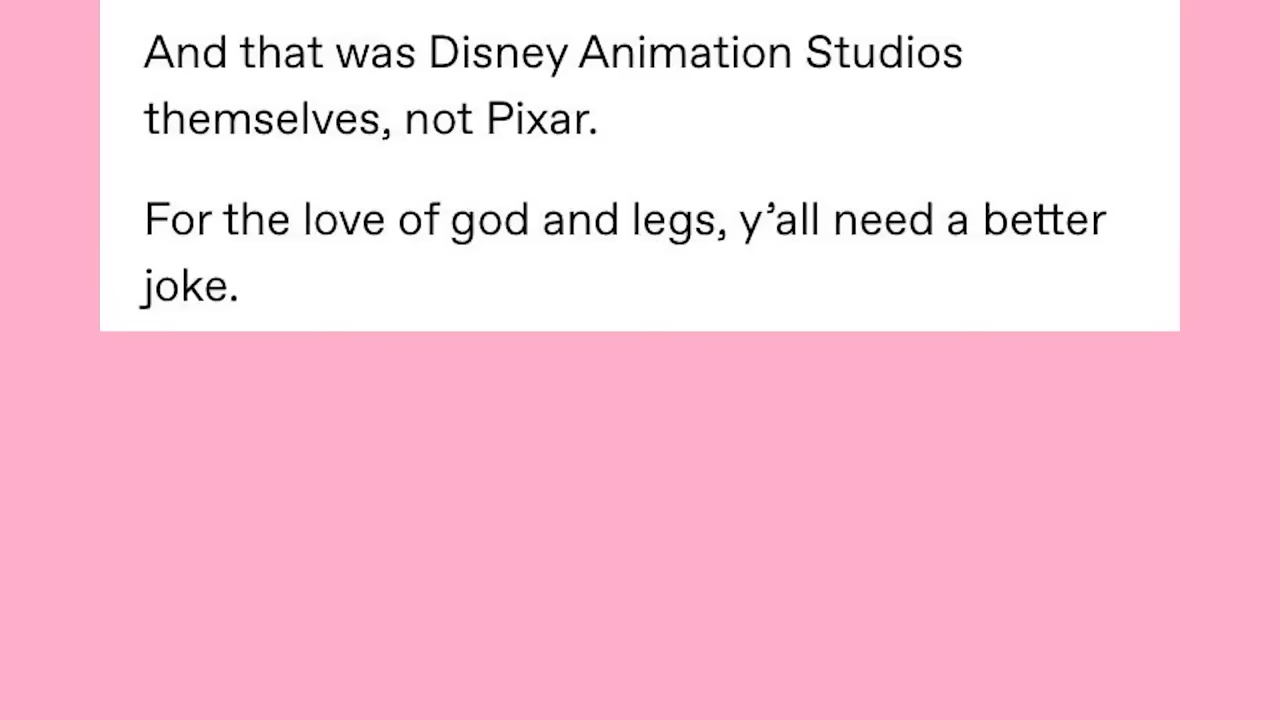 And that was Disney Animation Studios
themselves, not Pixar.
For the love of god and legs, y’all need a better
joke.